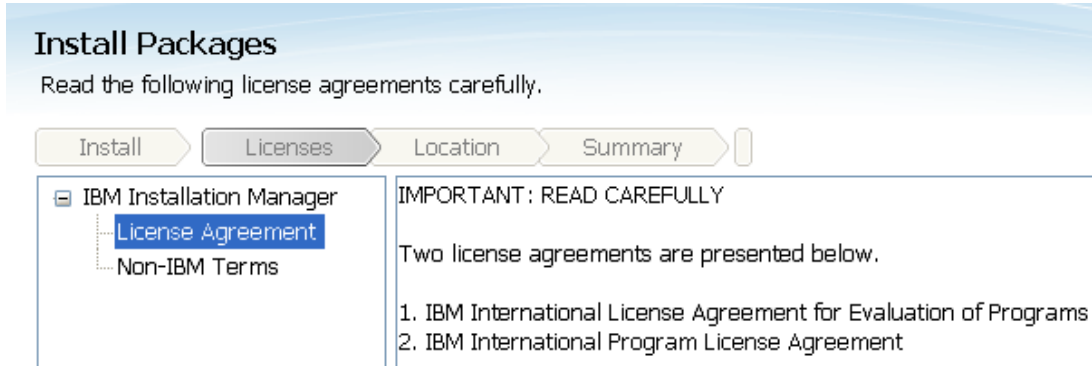 Install Packages
Read the following license agreements carefully.
Install Licenses Location Summary
IBM Installation Manager
License Agreement
Non-IBM Terms
IMPORTANT: READ CAREFULLY
Two license agreements are presented below.
1. IBM International License Agreement for Evaluation of Programs
2. IBM International Program License Agreement